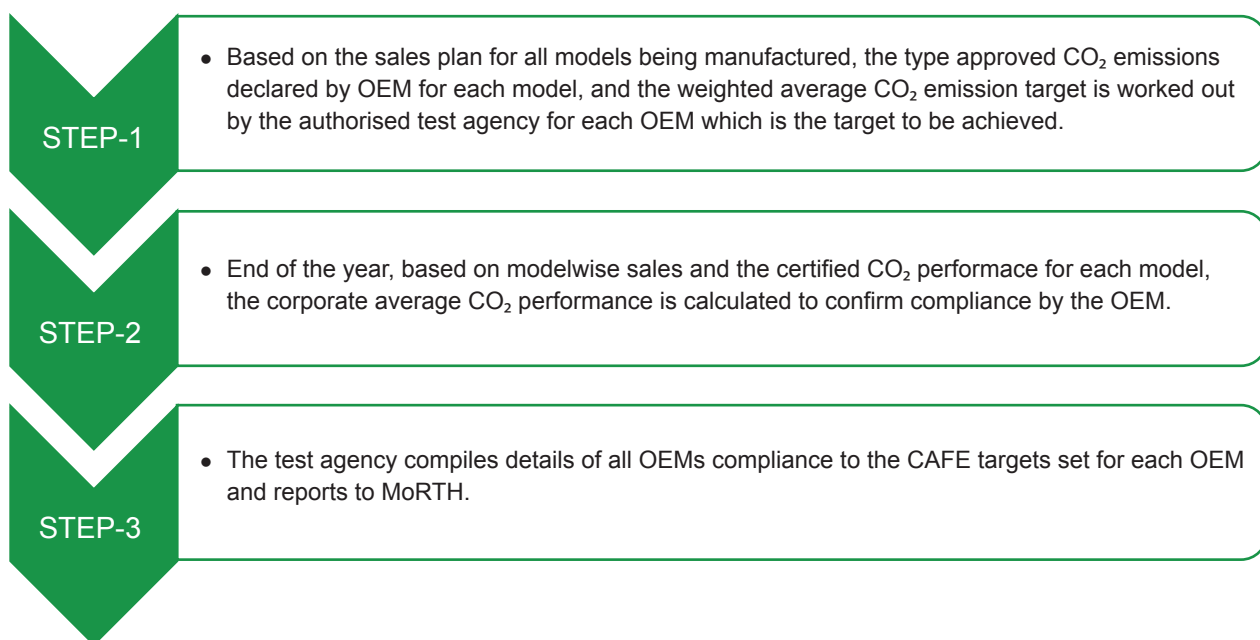 STEP-1
● Based on the sales plan for all models being manufactured, the type approved CO₂ emissions
declared by OEM for each model, and the weighted average CO₂ emission target is worked out
by the authorised test agency for each OEM which is the target to be achieved.
STEP-2
● End of the year, based on modelwise sales and the certified CO₂ performace for each model,
the corporate average CO₂ performance is calculated to confirm compliance by the OEM.
STEP-3
● The test agency compiles details of all OEMs compliance to the CAFE targets set for each OEM
and reports to MoRTH.